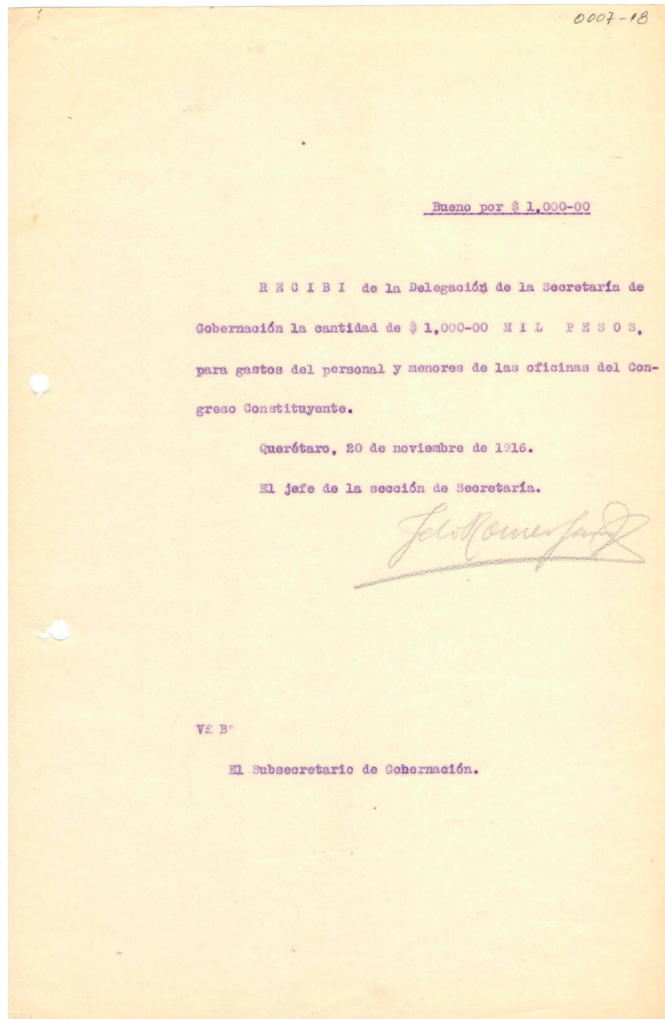 0007-18
Bueno por $ 1,000-00
R E C I B I de la Delegación de la Secretaría de
Gobernación la cantidad de $ 1,000-00 M I L P E S O S,
para gastos del personal y menores de las oficinas del Con-
greso Constituyente.
Querétaro, 20 de noviembre de 1916.
El jefe de la sección de Secretaría.
Vº B°
El Subsecretario de Gobernación.